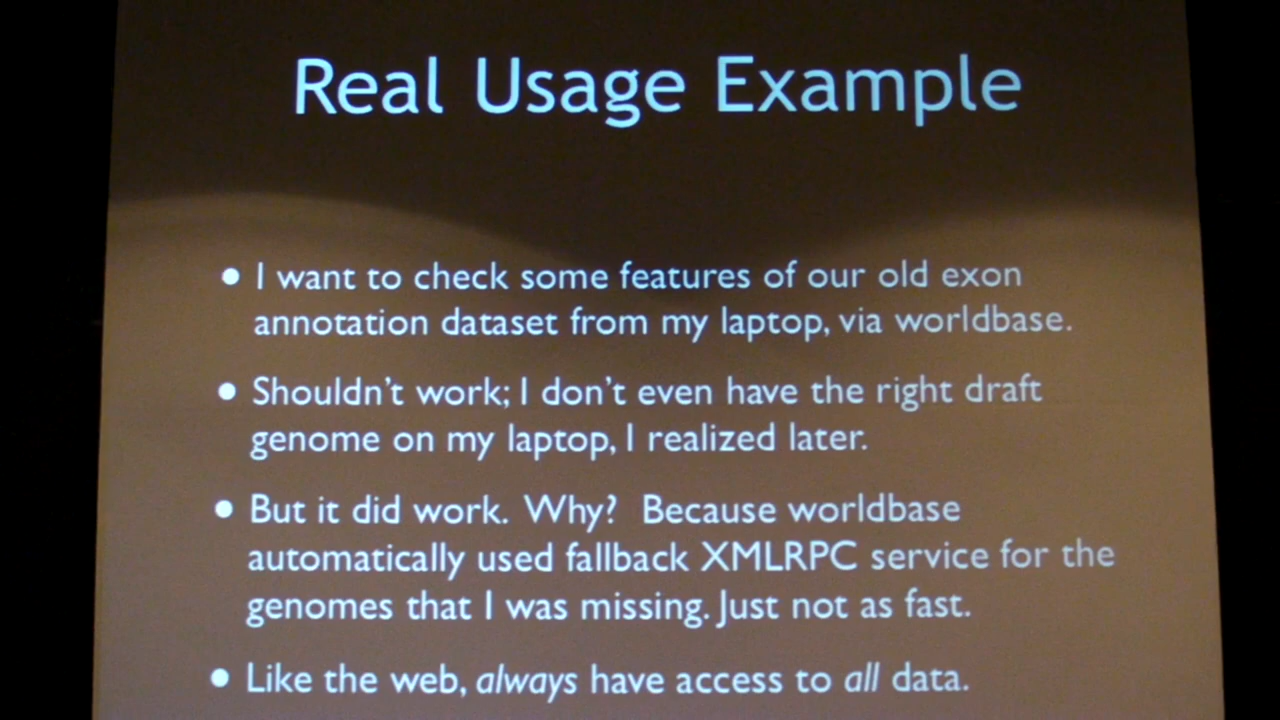 Real Usage Example
• I want to check some features of our old exon
annotation dataset from my laptop, via worldbase.
• Shouldn't work; I don't even have the right draft
genome on my laptop, I realized later.
• But it did work. Why? Because worldbase
automatically used fallback XMLRPC service for the
genomes that I was missing. Just not as fast.
• Like the web, always have access to all data.